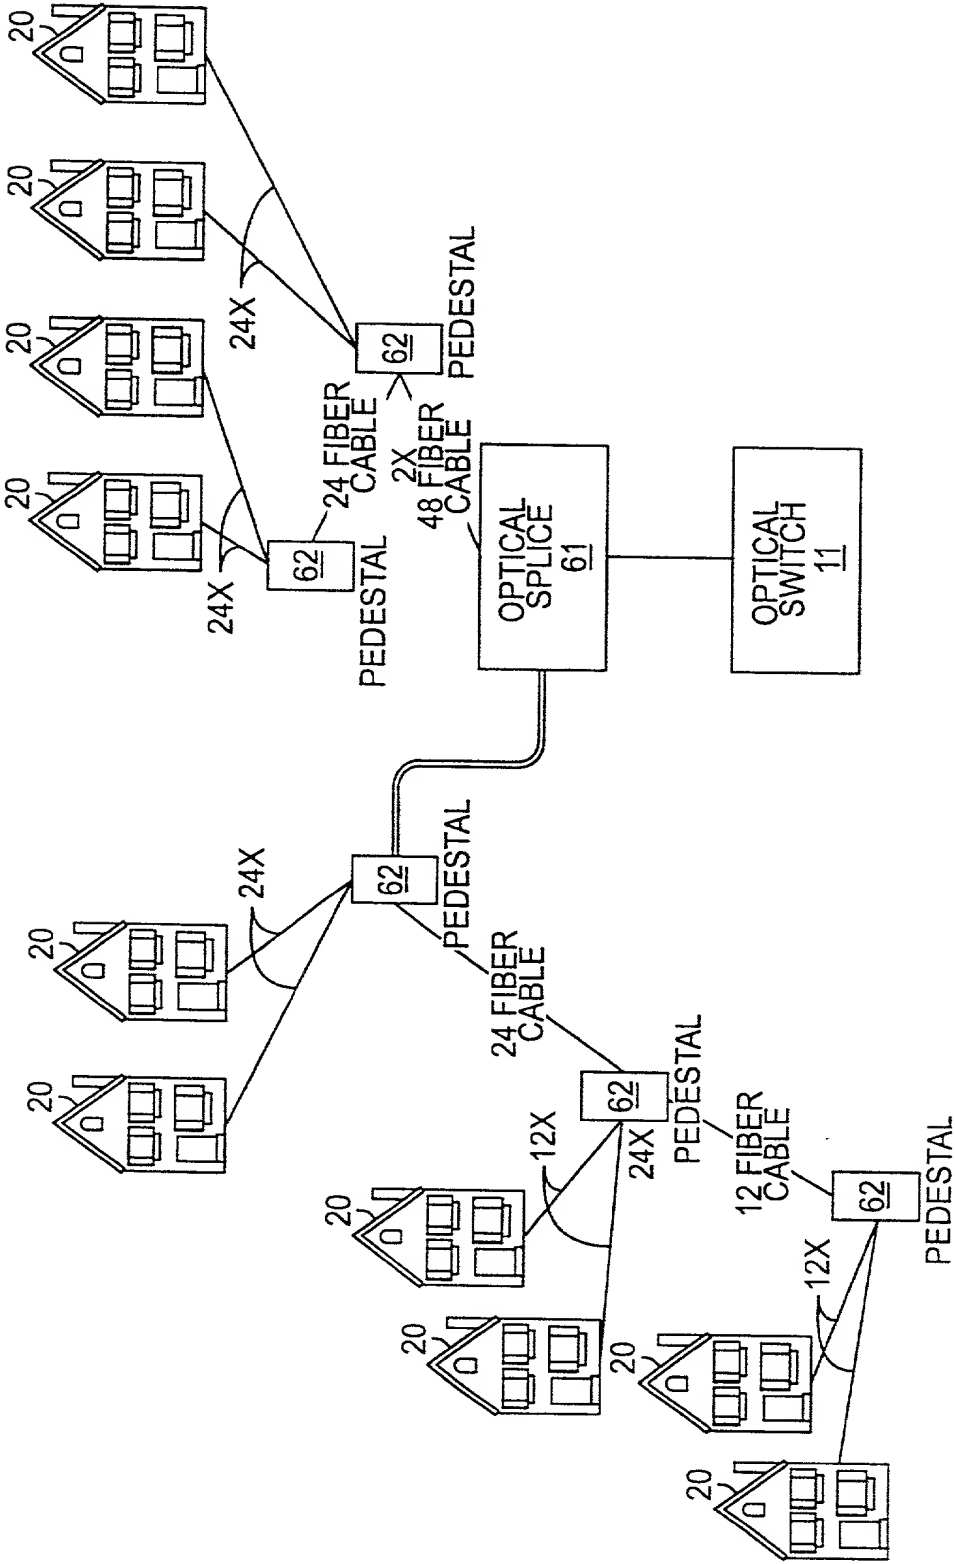 20
20
20
20
24X
24X
62
PEDESTAL
62
PEDESTAL
24 FIBER
CABLE
2X
48 FIBER
CABLE
OPTICAL
SPLICE
61
OPTICAL
SWITCH
11
20
20
24X
62
PEDESTAL
24 FIBER
CABLE
62
24X
PEDESTAL
12X
20
20
12 FIBER
CABLE
62
PEDESTAL
12X
20
20